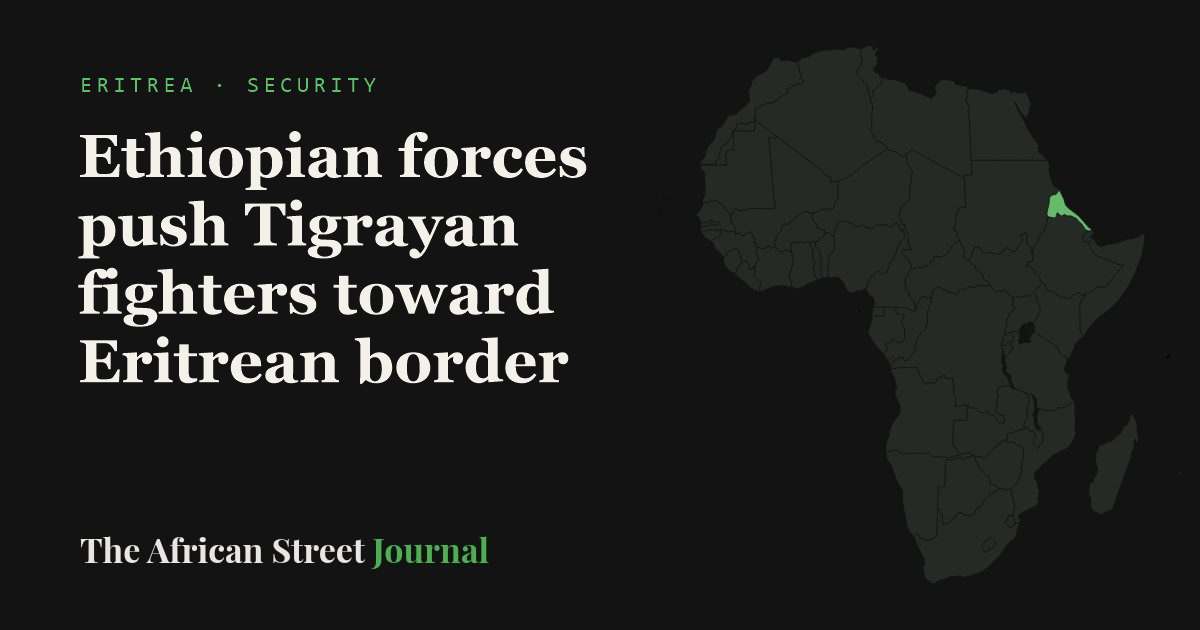 ERITREA · SECURITY
Ethiopian forces
push Tigrayan
fighters toward
Eritrean border
The African Street Journal